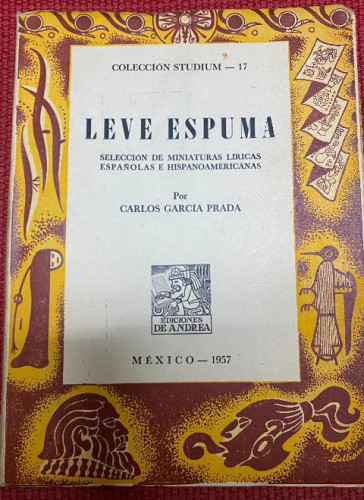 COLECCIÓN STUDIUM — 17
LEVE ESPUMA
SELECCIÓN DE MINIATURAS LÍRICAS
ESPAÑOLAS E HISPANOAMERICANAS
Por
CARLOS GARCIA PRADA
EDICIONES
DE ANDREA
MÉXICO — 1957